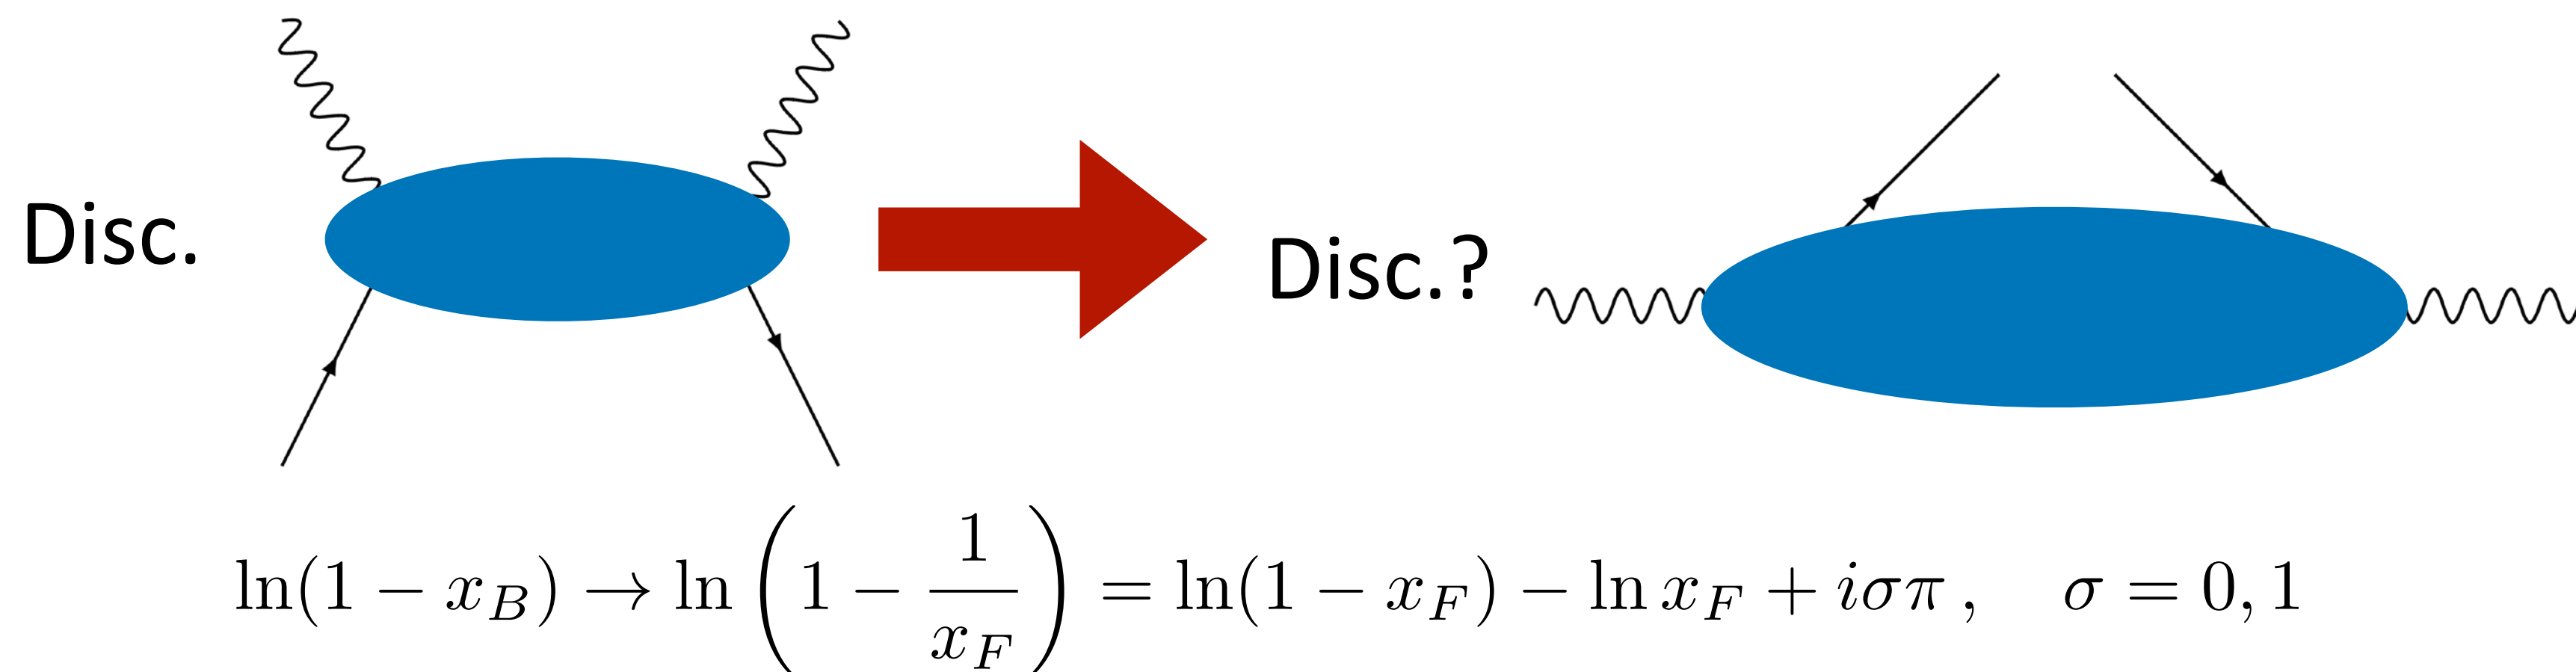 Disc.
Disc.?
ln(1 − x_B) → ln(1 − 1/x_F) = ln(1 − x_F) − ln x_F + iσπ , σ = 0, 1